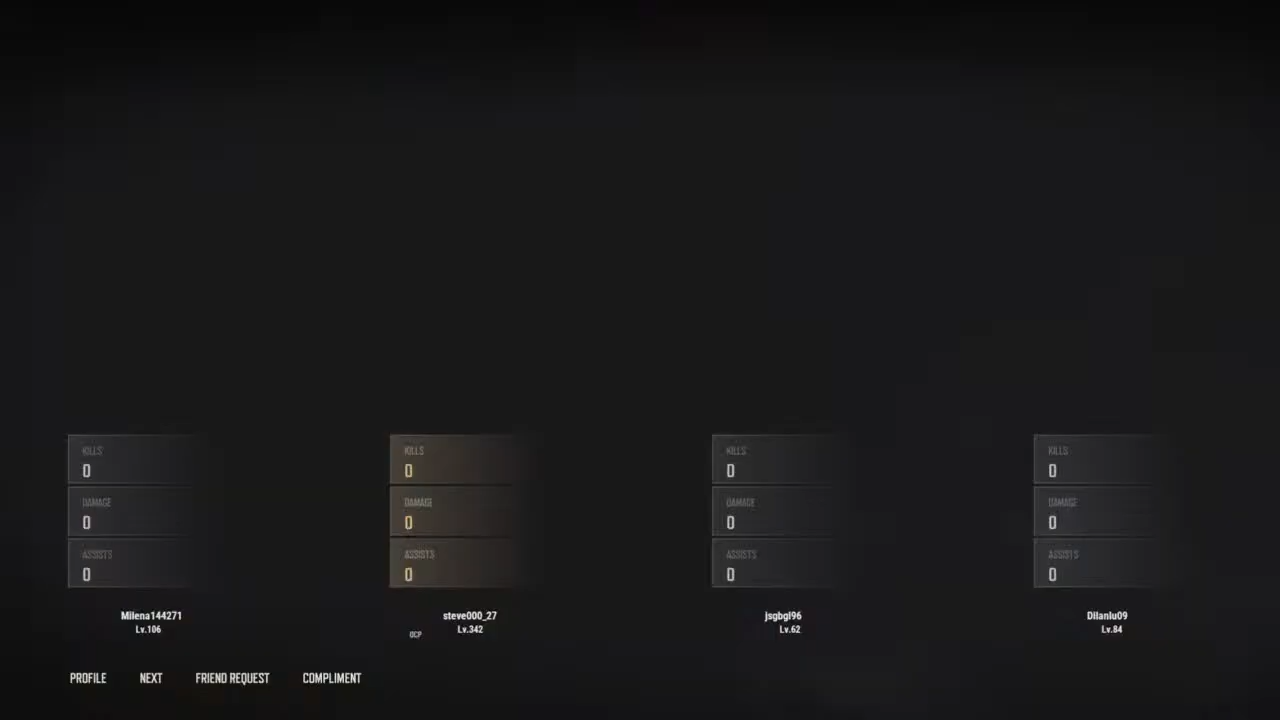 KILLS
0
DAMAGE
0
ASSISTS
0
Milena144271
Lv.106
KILLS
0
DAMAGE
0
ASSISTS
0
steve000_27
OCP Lv.342
KILLS
0
DAMAGE
0
ASSISTS
0
jsgbgl96
Lv.62
KILLS
0
DAMAGE
0
ASSISTS
0
Dilanlu09
Lv.84
PROFILE NEXT FRIEND REQUEST COMPLIMENT